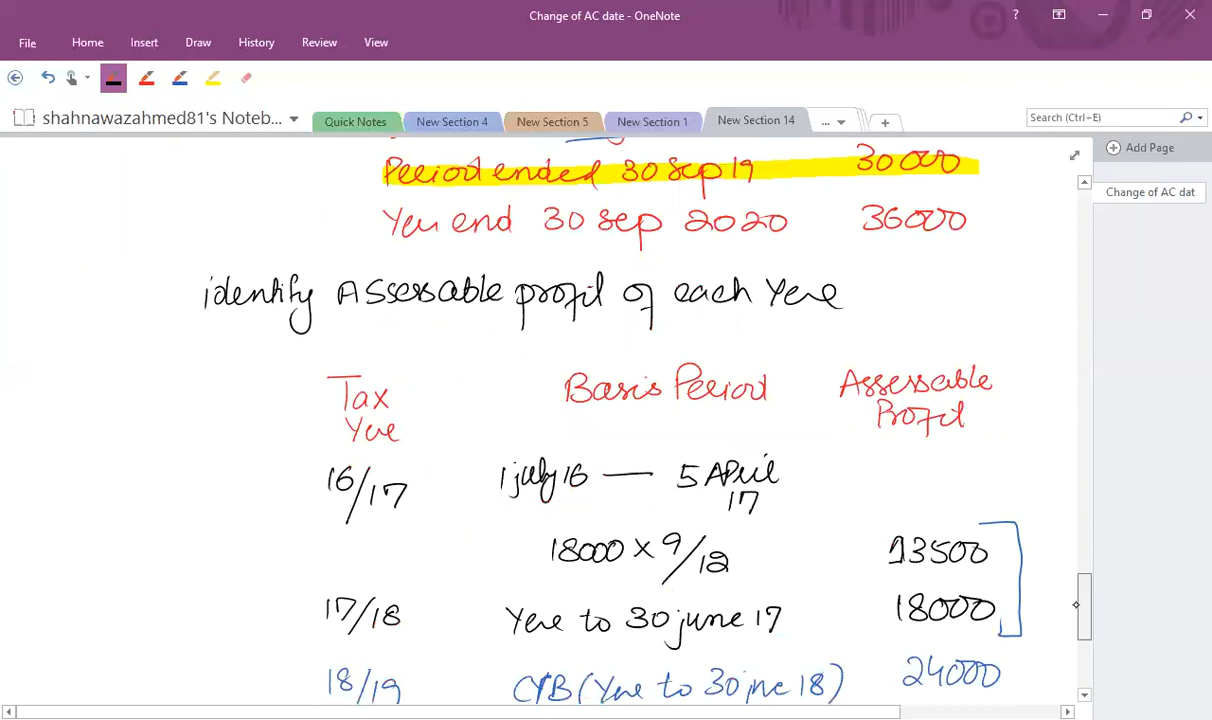 Change of AC date - OneNote
?
File Home Insert Draw History Review View
shahnawazahmed81's Noteb... Quick Notes New Section 4 New Section 5 New Section 1 New Section 14 ... + Search (Ctrl+E)
Add Page
Change of AC dat
Period ended 30 Sep 19 30000
Year end 30 Sep 2020 36000
identify Assessable profit of each Year
Tax Basis Period Assessable
Year Profit
16/17 1 july 16 — 5 April
17
18000 x 9/12 13500
17/18 Year to 30 june 17 18000
18/19 CYB (Year to 30 june 18) 24000